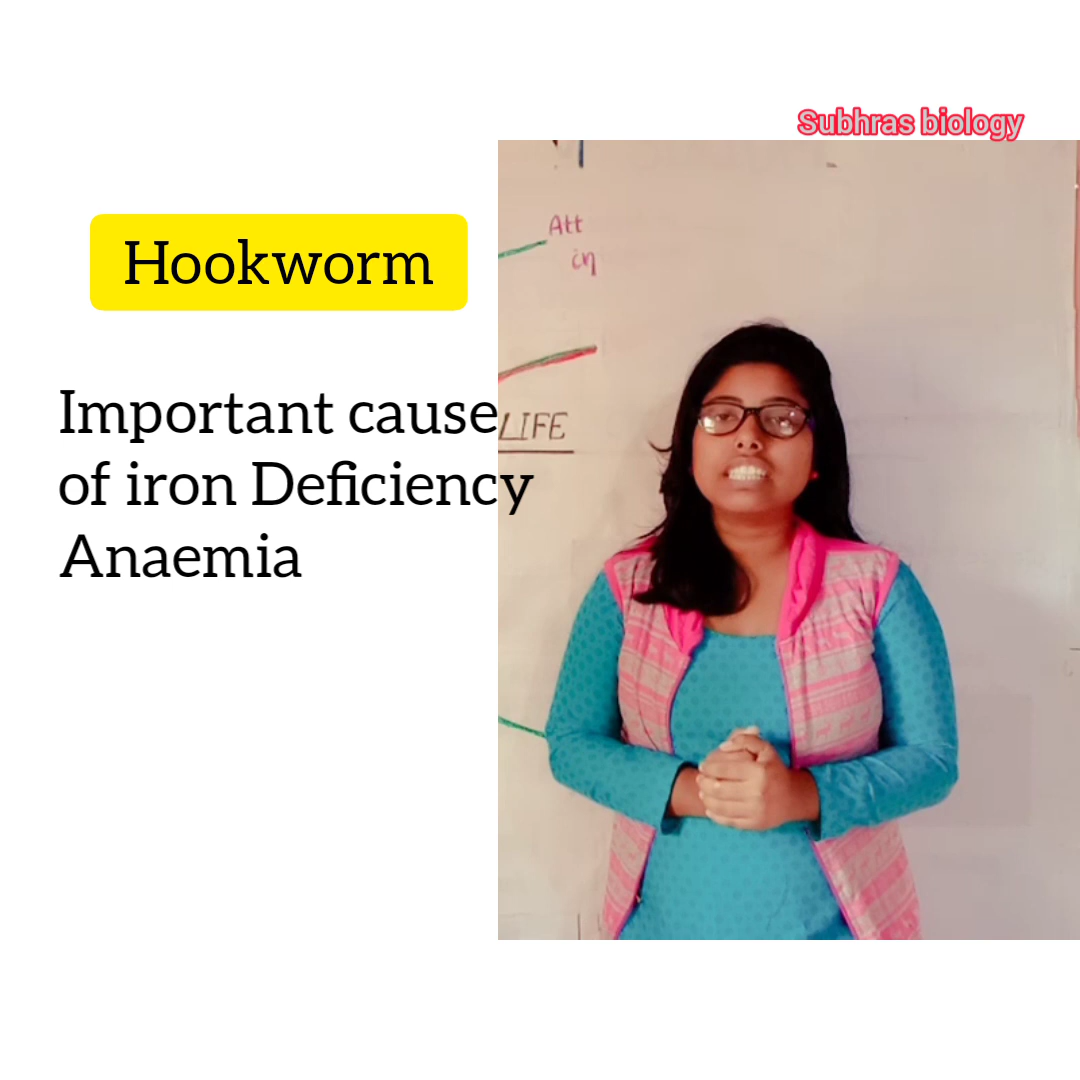 Subhras biology
Hookworm
Att
in
Important cause
LIFE
of iron Deficiency
Anaemia